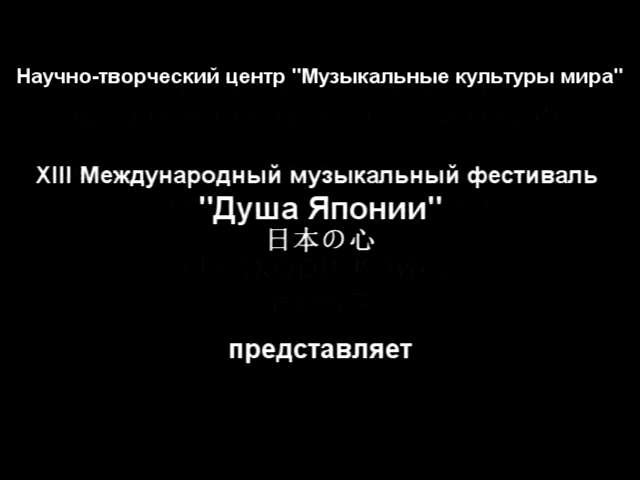 Научно-творческий центр "Музыкальные культуры мира"
XIII Международный музыкальный фестиваль
"Душа Японии"
日本の心
представляет